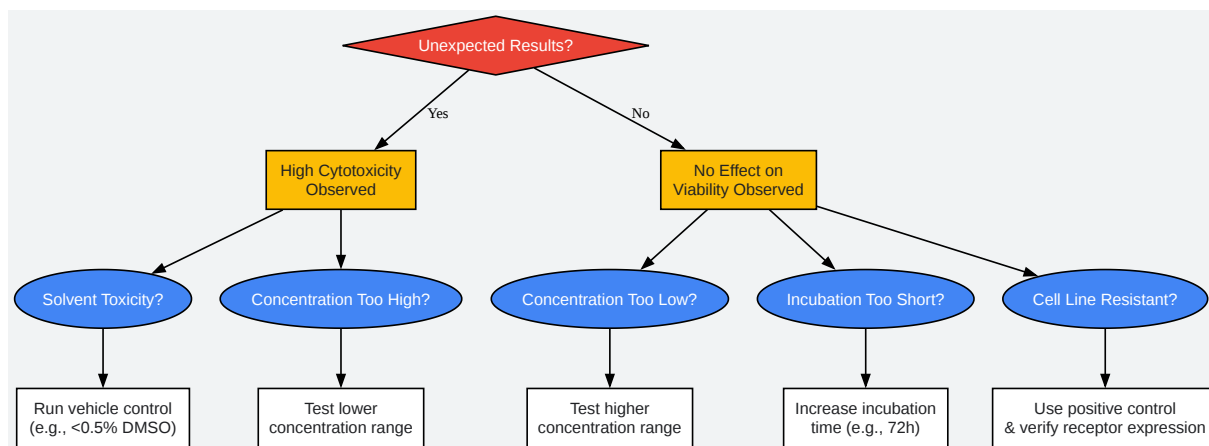 Unexpected Results?
Yes
No
High Cytotoxicity
Observed
No Effect on
Viability Observed
Solvent Toxicity?
Concentration Too High?
Concentration Too Low?
Incubation Too Short?
Cell Line Resistant?
Run vehicle control
(e.g., <0.5% DMSO)
Test lower
concentration range
Test higher
concentration range
Increase incubation
time (e.g., 72h)
Use positive control
& verify receptor expression